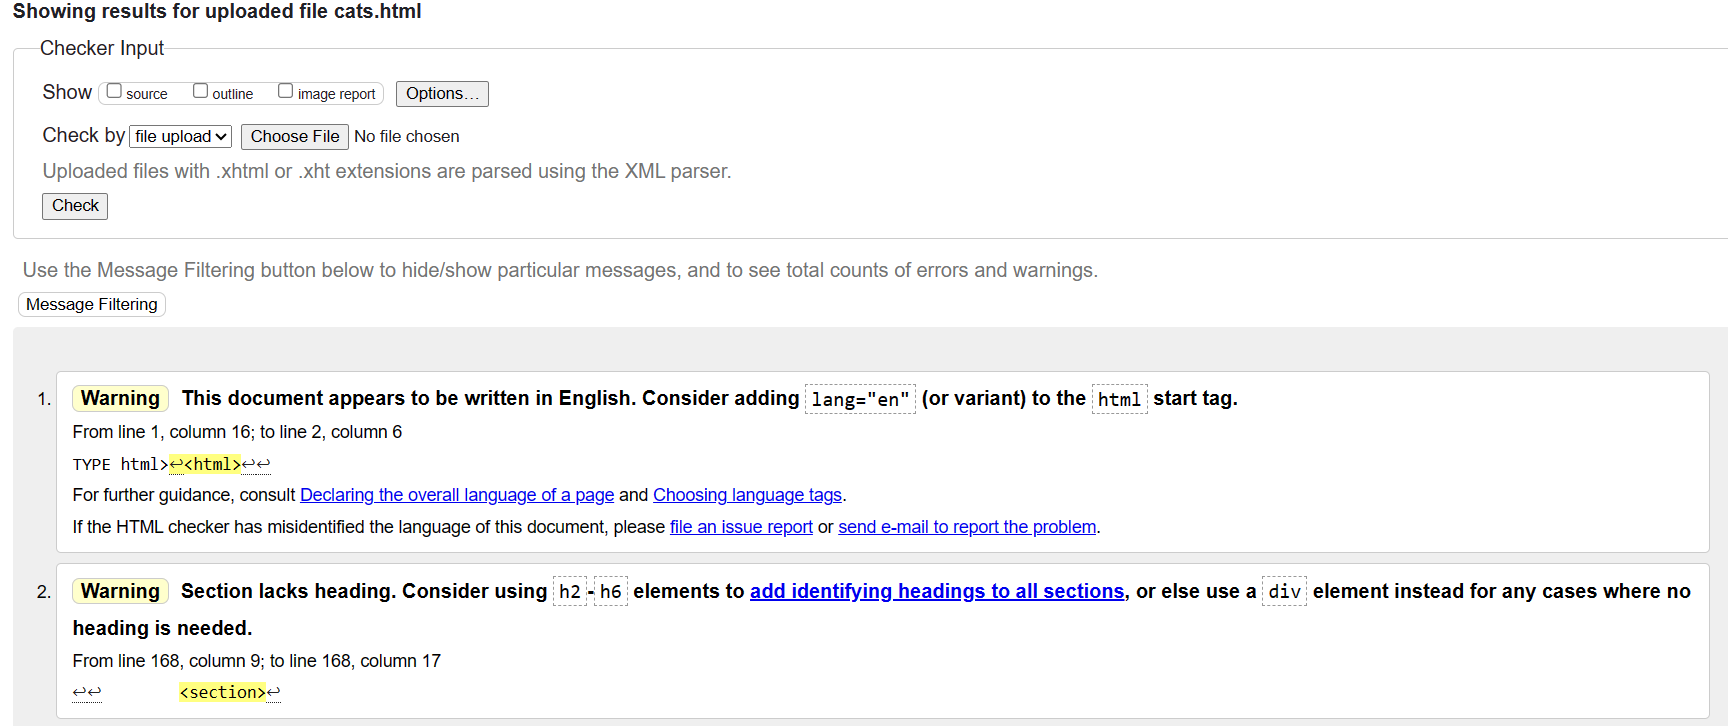 Showing results for uploaded file cats.html
Checker Input
Show source outline image report Options...
Check by file upload Choose File No file chosen
Uploaded files with .xhtml or .xht extensions are parsed using the XML parser.
Check
Use the Message Filtering button below to hide/show particular messages, and to see total counts of errors and warnings.
Message Filtering
1. Warning This document appears to be written in English. Consider adding lang="en" (or variant) to the html start tag.
From line 1, column 16; to line 2, column 6
TYPE html>↩<html>↩↩
For further guidance, consult Declaring the overall language of a page and Choosing language tags.
If the HTML checker has misidentified the language of this document, please file an issue report or send e-mail to report the problem.
2. Warning Section lacks heading. Consider using h2-h6 elements to add identifying headings to all sections, or else use a div element instead for any cases where no
heading is needed.
From line 168, column 9; to line 168, column 17
↩↩ <section>↩